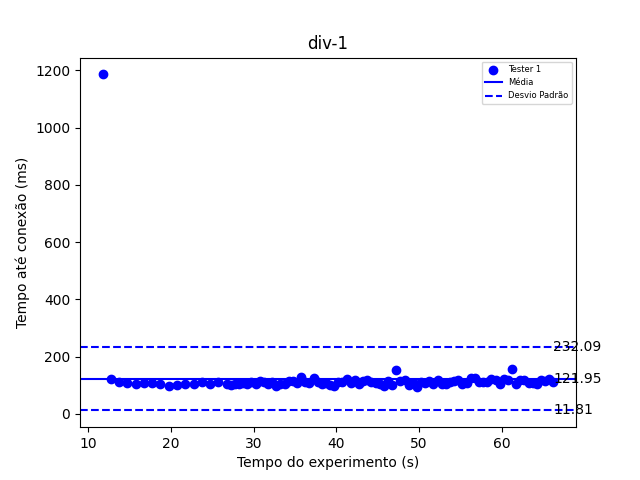 div-1
Tester 1
Média
Desvio Padrão
1200
1000
800
600
400
200
0
232.09
121.95
11.81
Tempo até conexão (ms)
10 20 30 40 50 60
Tempo do experimento (s)